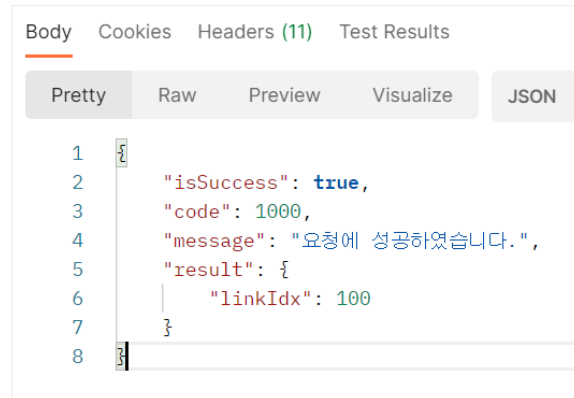 Body Cookies Headers (11) Test Results
Pretty Raw Preview Visualize JSON
1 {
2 "isSuccess": true,
3 "code": 1000,
4 "message": "요청에 성공하였습니다.",
5 "result": {
6 "linkIdx": 100
7 }
8 }